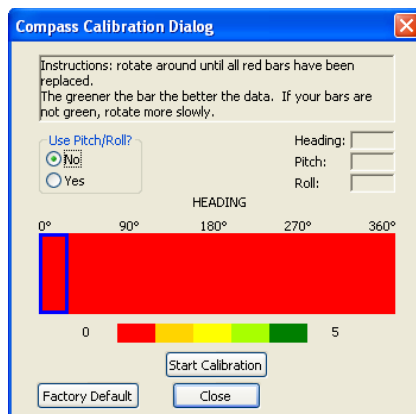 Compass Calibration Dialog
Instructions: rotate around until all red bars have been
replaced.
The greener the bar the better the data.  If your bars are
not green, rotate more slowly.
Use Pitch/Roll?
No
Yes
Heading:
Pitch:
Roll:
HEADING
0° 90° 180° 270° 360°
0 5
Start Calibration
Factory Default Close